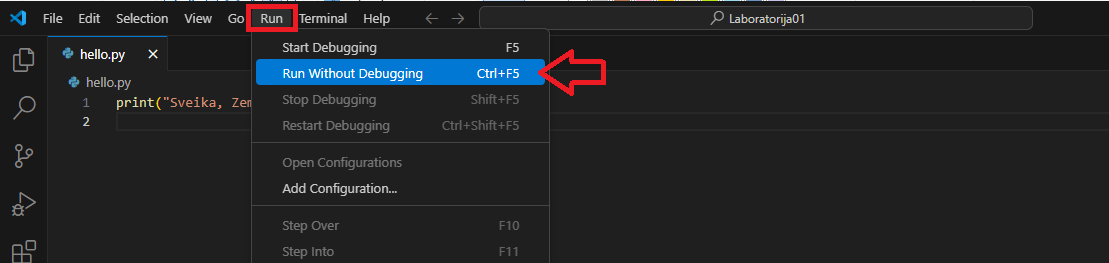 File Edit Selection View Go Run Terminal Help Laboratorija01
hello.py
hello.py
1 print("Sveika,
2
Start Debugging F5
Run Without Debugging Ctrl+F5
Stop Debugging Shift+F5
Restart Debugging Ctrl+Shift+F5
Open Configurations
Add Configuration...
Step Over F10
Step Into F11